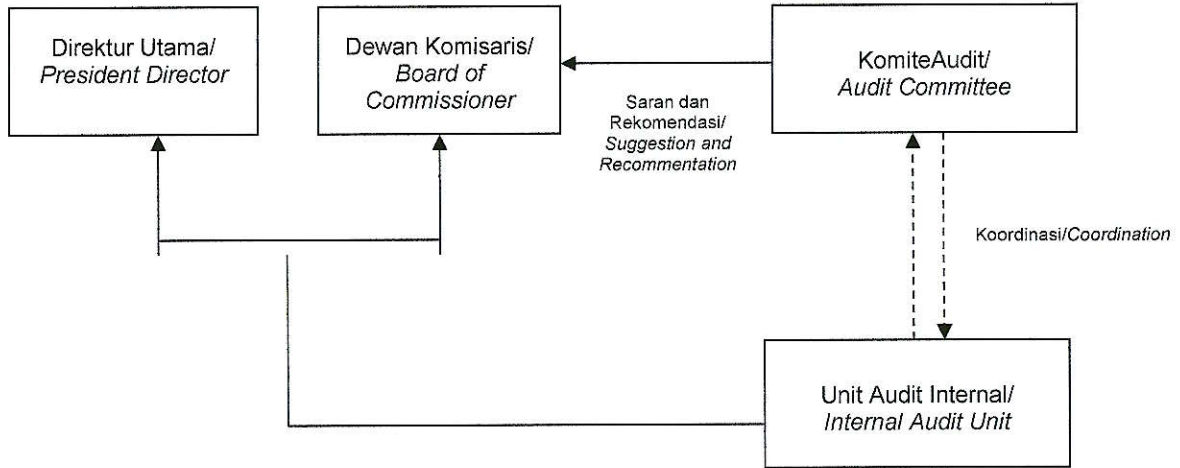 Direktur Utama/
President Director
Dewan Komisaris/
Board of
Commissioner
KomiteAudit/
Audit Committee
Saran dan
Rekomendasi/
Suggestion and
Recommentation
Koordinasi/Coordination
Unit Audit Internal/
Internal Audit Unit